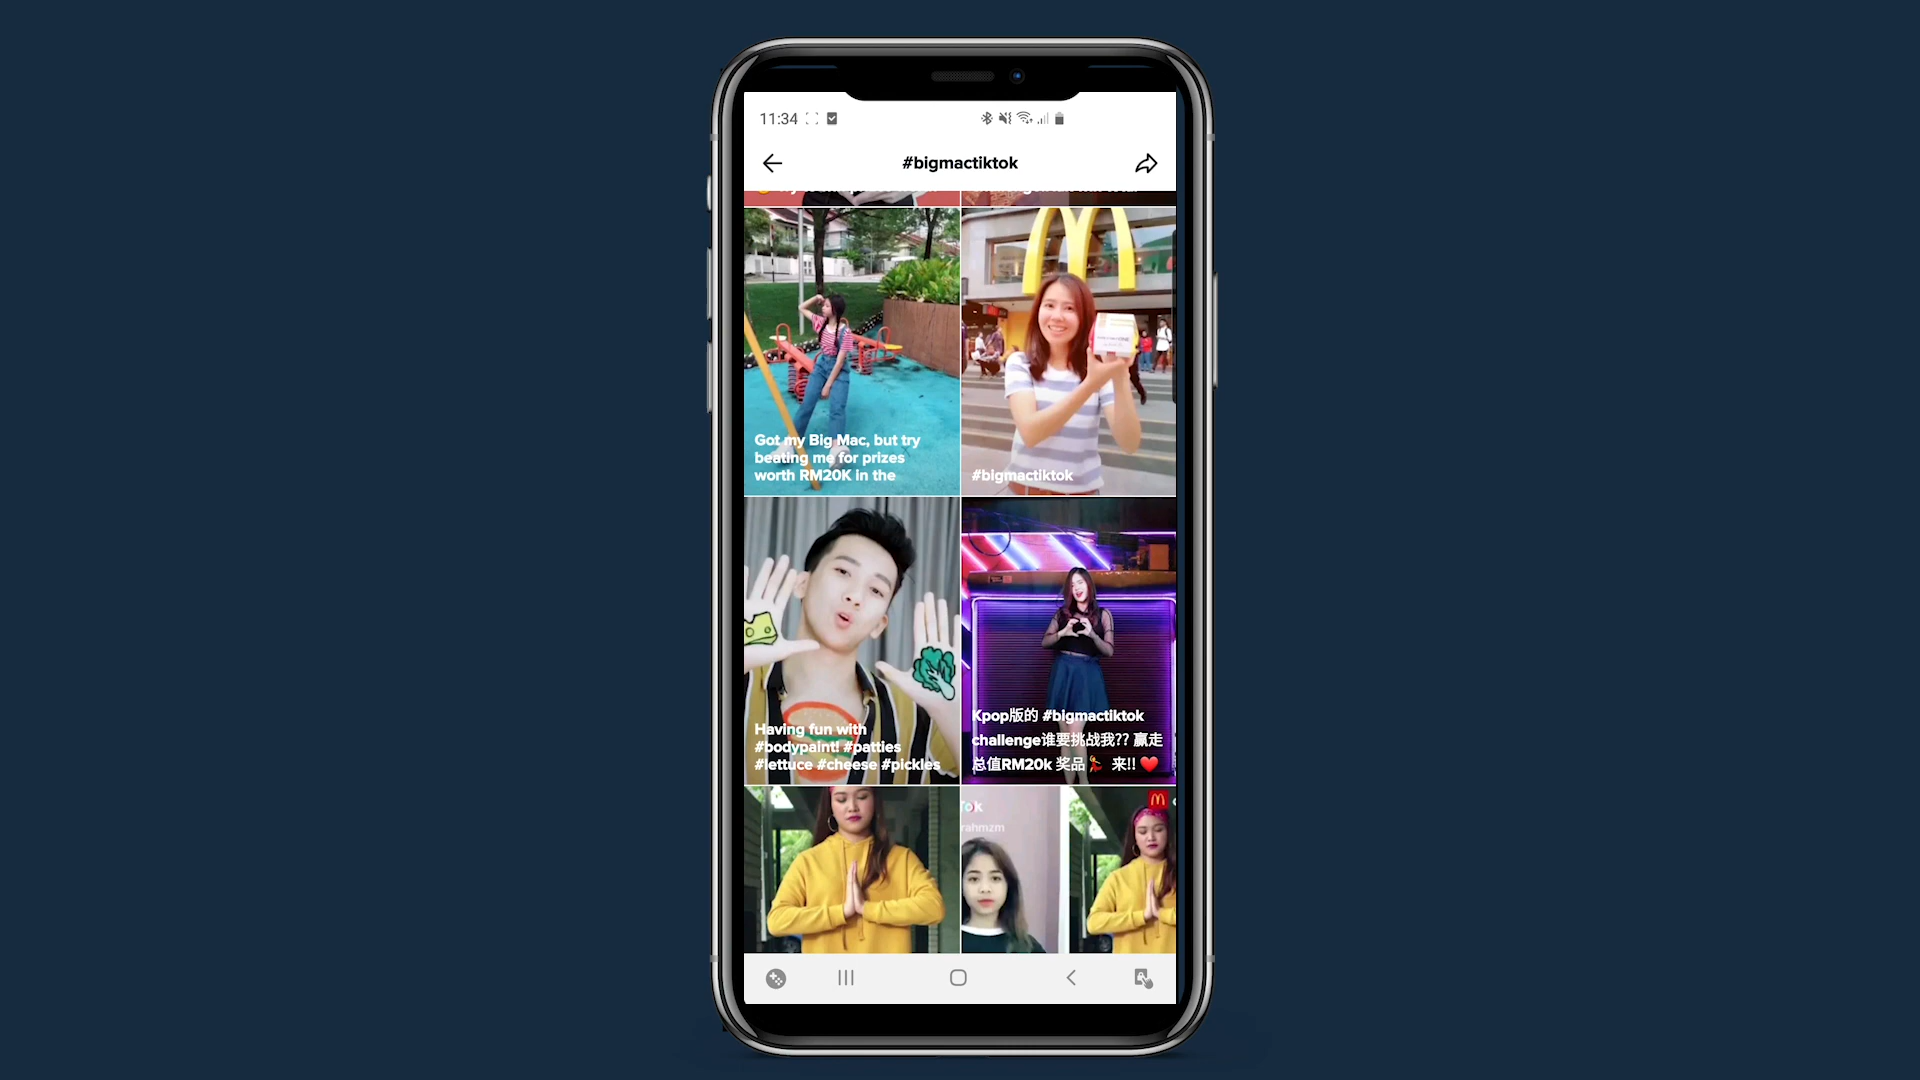 11:34
#bigmactiktok
Got my Big Mac, but try
beating me for prizes
worth RM20K in the
#bigmactiktok
Having fun with
#bodypaint! #patties
#lettuce #cheese #pickles
Kpop版的 #bigmactiktok
challenge谁要挑战我?? 赢走
总值RM20k 奖品💃 来!! ❤️
Tok
rahmzm